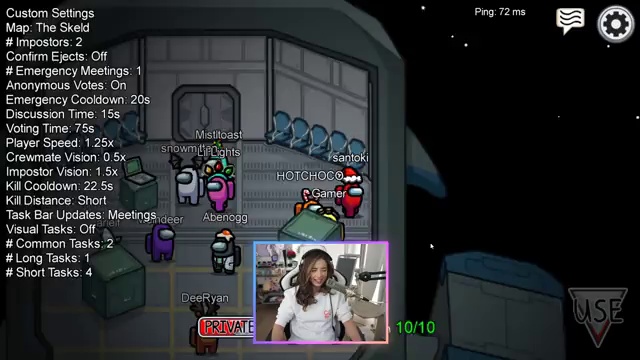 Custom Settings
Map: The Skeld
# Impostors: 2
Confirm Ejects: Off
# Emergency Meetings: 1
Anonymous Votes: On
Emergency Cooldown: 20s
Discussion Time: 15s
Voting Time: 75s
Player Speed: 1.25x
Crewmate Vision: 0.5x
Impostor Vision: 1.5x
Kill Cooldown: 22.5s
Kill Distance: Short
Task Bar Updates: Meetings
Visual Tasks: Off
# Common Tasks: 2
# Long Tasks: 1
# Short Tasks: 4
Ping: 72 ms
Mistltoast
Lil Lights
santoki
HOTCHOCO
Gamer
Abenogg
DeeRyan
PRIVATE
10/10
USE